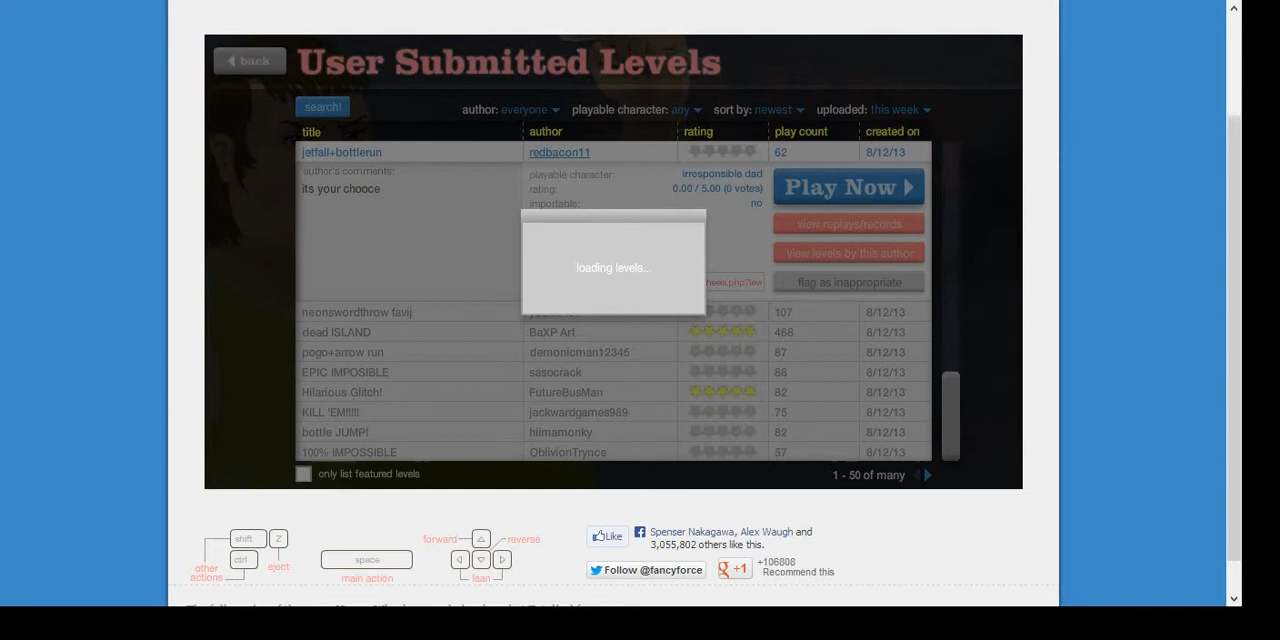 back
User Submitted Levels
search!
author: everyone playable character: any sort by: newest uploaded: this week
title author rating play count created on
jetfall+bottlerun redbacon11 62 8/12/13
author's comments:
its your chooce
playable character: irresponsible dad
rating: 0.00 / 5.00 (0 votes)
importable: no
Play Now
view replays/records
view levels by this author
flag as inappropriate
loading levels...
neonswordthrow favij 107 8/12/13
dead ISLAND BaXP Art 468 8/12/13
pogo+arrow run demonicman12345 87 8/12/13
EPIC IMPOSIBLE sasocrack 88 8/12/13
Hilarious Glitch! FutureBusMan 82 8/12/13
KILL 'EM!!!!! jackwardgames989 75 8/12/13
bottle JUMP! hiimamonky 82 8/12/13
100% IMPOSSIBLE OblivionTrynce 57 8/12/13
only list featured levels
1 - 50 of many
shift Z
ctrl
other actions
eject
space
main action
forward
reverse
lean
Like
Spenser Nakagawa, Alex Waugh and
3,055,802 others like this.
Follow @fancyforce
+1
+106808
Recommend this